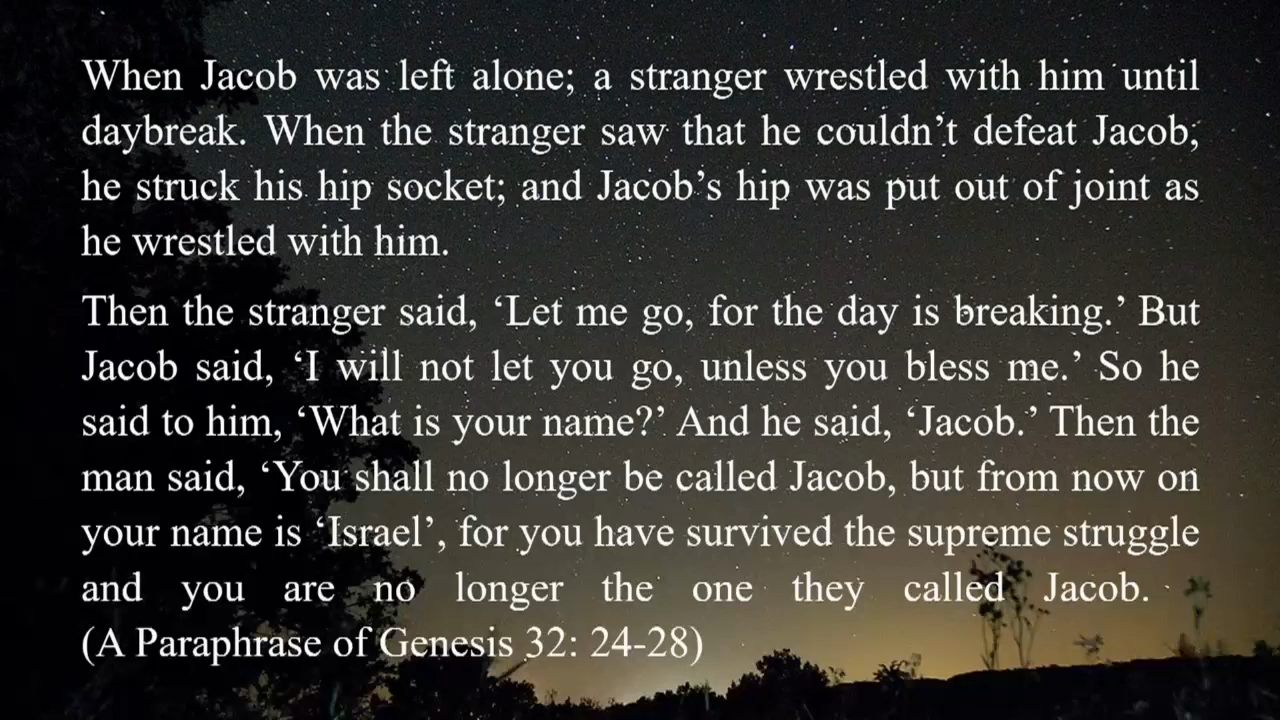 When Jacob was left alone; a stranger wrestled with him until
daybreak. When the stranger saw that he couldn’t defeat Jacob,
he struck his hip socket; and Jacob’s hip was put out of joint as
he wrestled with him.
Then the stranger said, ‘Let me go, for the day is breaking.’ But
Jacob said, ‘I will not let you go, unless you bless me.’ So he
said to him, ‘What is your name?’ And he said, ‘Jacob.’ Then the
man said, ‘You shall no longer be called Jacob, but from now on
your name is ‘Israel’, for you have survived the supreme struggle
and you are no longer the one they called Jacob.
(A Paraphrase of Genesis 32: 24-28)